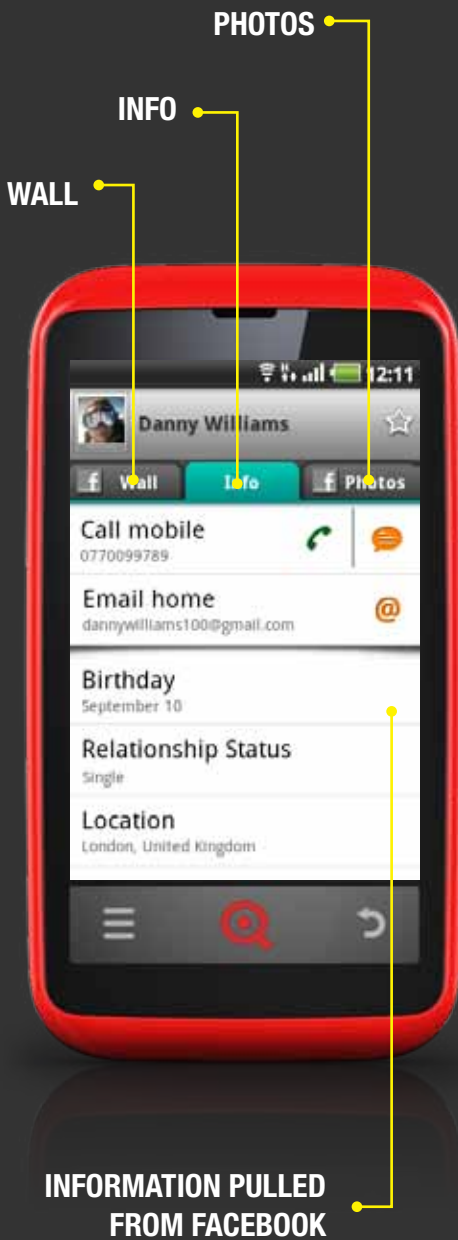 PHOTOS
INFO
WALL
12:11
Danny Williams
f Wall
Info
f Photos
Call mobile
0770099789
Email home
@
dannywilliams100@gmail.com
Birthday
September 10
Relationship Status
Single
Location
London, United Kingdom
INFORMATION PULLED
FROM FACEBOOK